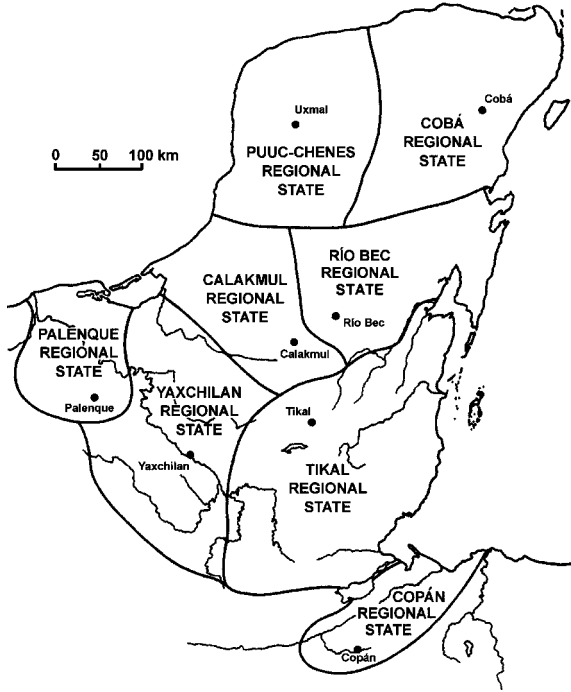 Uxmal
Cobá
COBÁ
REGIONAL
STATE
PUUC-CHENES
REGIONAL
STATE
0 50 100 km
RÍO BEC
REGIONAL
STATE
CALAKMUL
REGIONAL
STATE
Río Bec
Calakmul
PALENQUE
REGIONAL
STATE
Palenque
YAXCHILAN
REGIONAL
STATE
Yaxchilan
Tikal
TIKAL
REGIONAL
STATE
COPÁN
REGIONAL
STATE
Copán